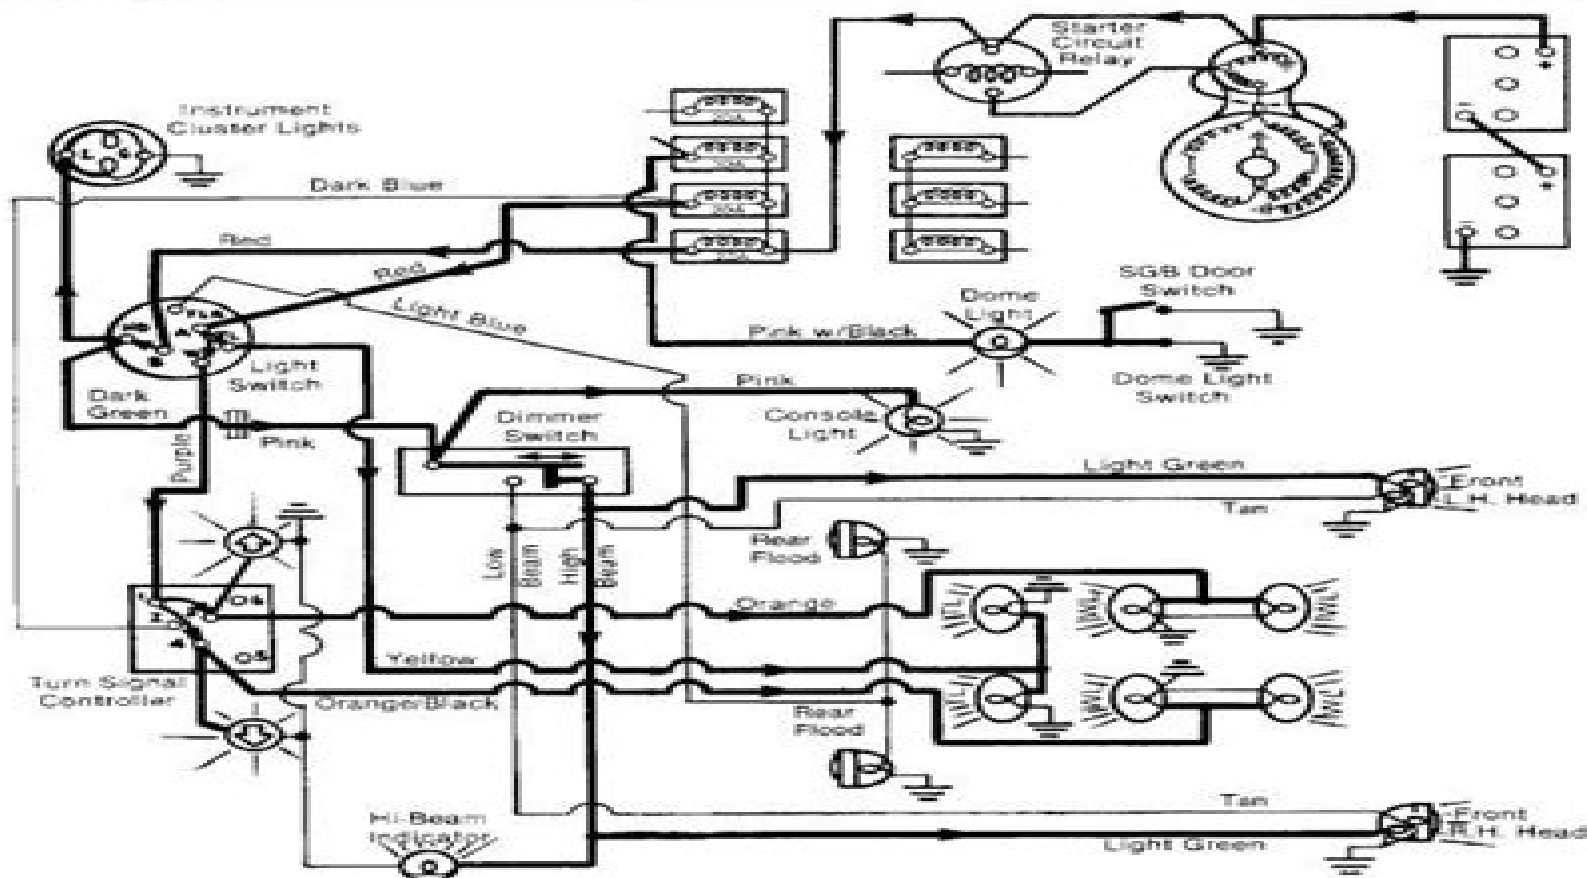 Starter
Circuit
Relay
Instrument
Cluster Lights
Dark Blue
Red
Red
Light Blue
SGB Door
Switch
Dome
Light
Pink w/Black
Light
Switch
Dome Light
Switch
Dark
Green
Pink
Console
Light
Dimmer
Switch
Pink
Purple
Light Green
Front
L.H. Head
Tan
Rear
Flood
Low
Beam
High
Beam
Orange
Yellow
Turn Signal
Controller
Orange/Black
Rear
Flood
Tan
Hi-Beam
Indicator
Front
R.H. Head
Light Green